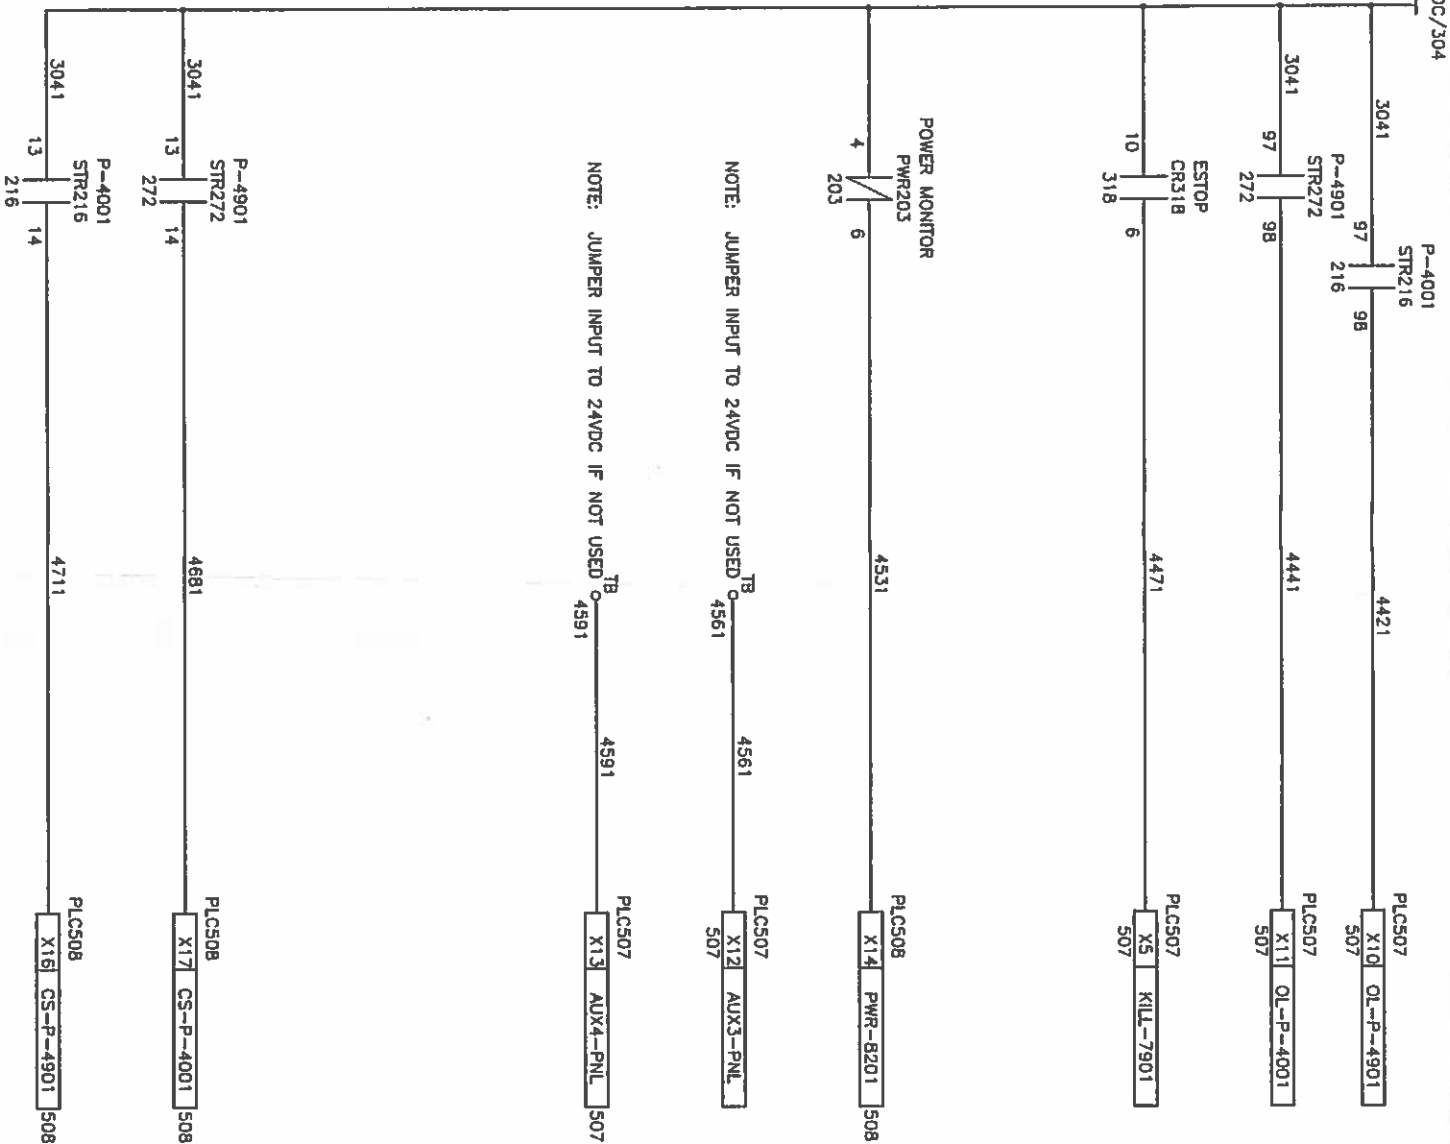 DC/304
P-4001
STR216
3041 97 216 98 4421
PLC507
X10 OL-P-4901
507
P-4901
STR272
3041 97 272 98 4441
PLC507
X11 OL-P-4001
507
ESTOP
CR318
10 318 6 4471
PLC507
X5 KILL-7901
507
POWER MONITOR
PWR203
4 203 6 4531
PLC508
X14 PWR-8201 508
NOTE: JUMPER INPUT TO 24VDC IF NOT USED
TB
4561
4561
PLC507
X12 AUX3-PNL
507
NOTE: JUMPER INPUT TO 24VDC IF NOT USED
TB
4591
4591
PLC507
X13 AUX4-PNL 507
P-4901
STR272
3041 13 272 14 4681
PLC508
X17 CS-P-4001 508
P-4001
STR216
3041 13 216 14 4711
PLC508
X16 CS-P-4901 508